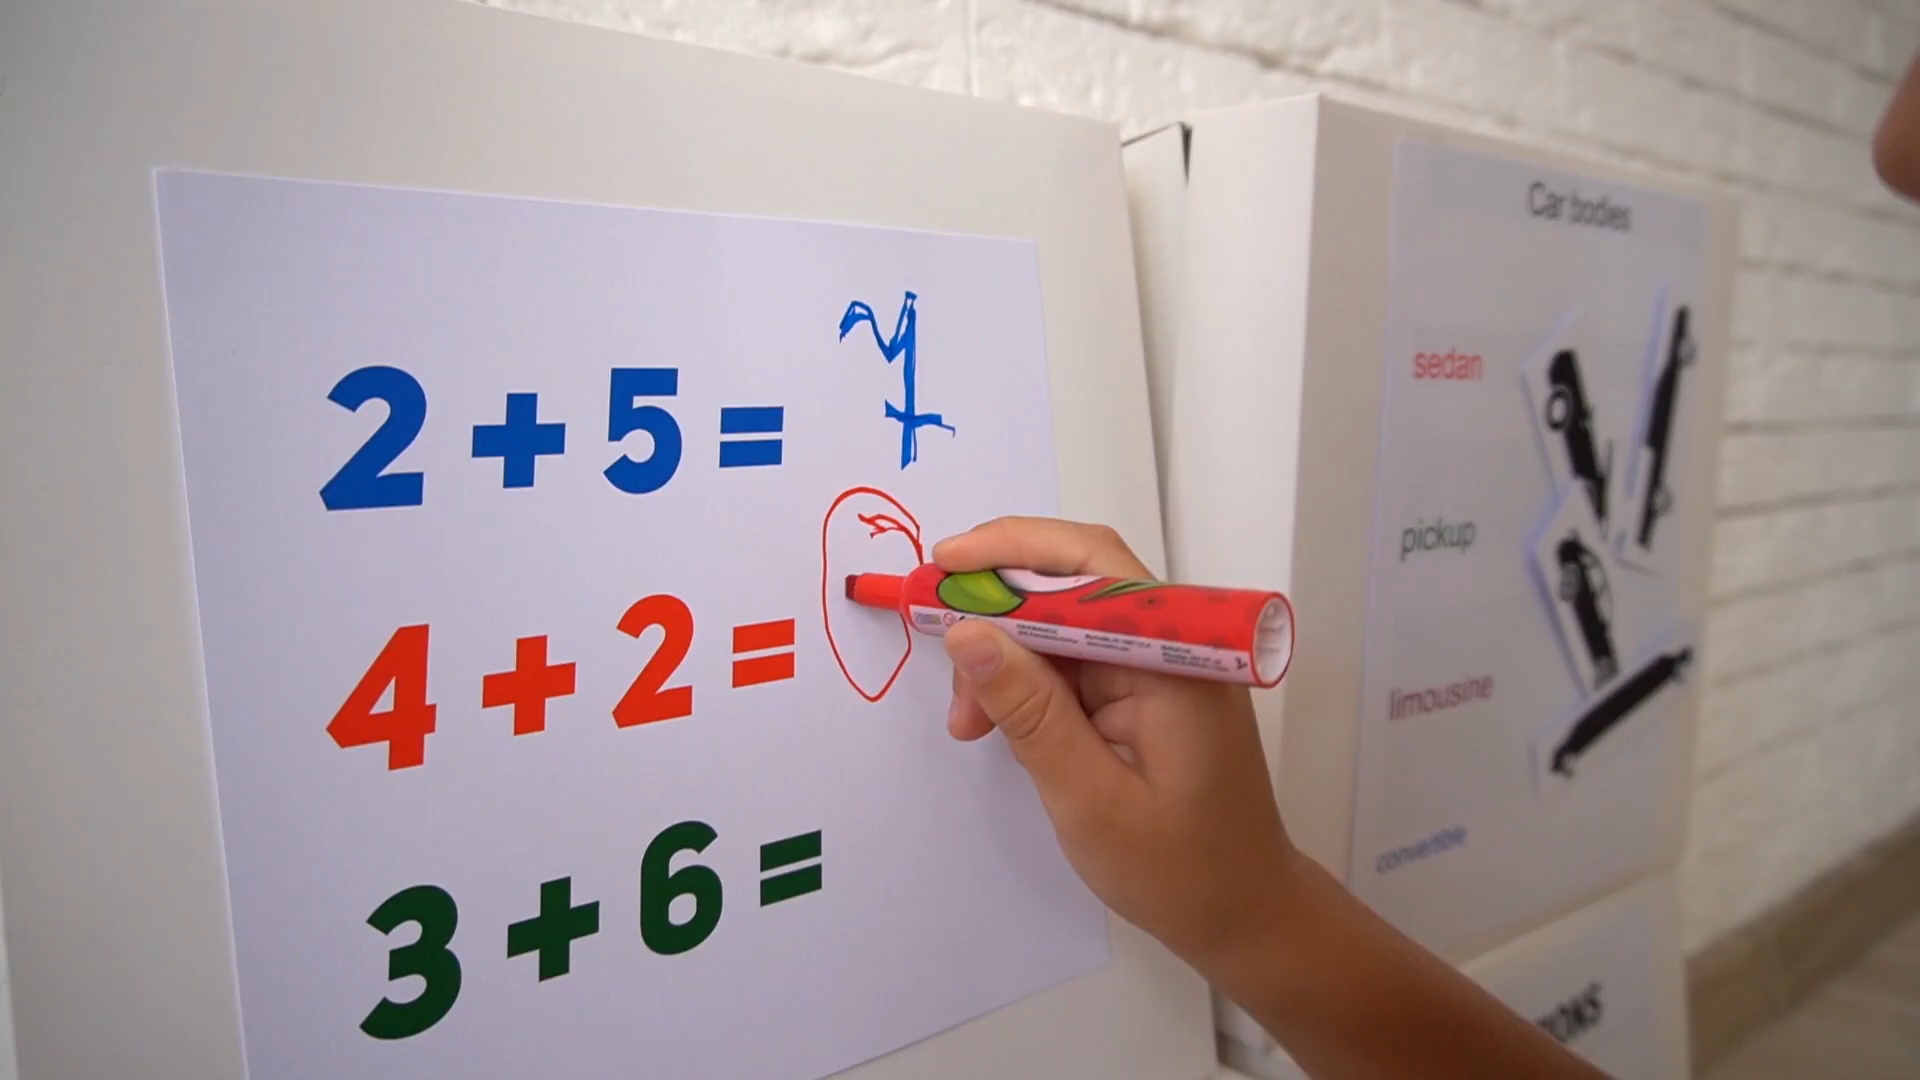 2 + 5 = 7
4 + 2 =
3 + 6 =
Car bodies
sedan
pickup
limousine
convertible